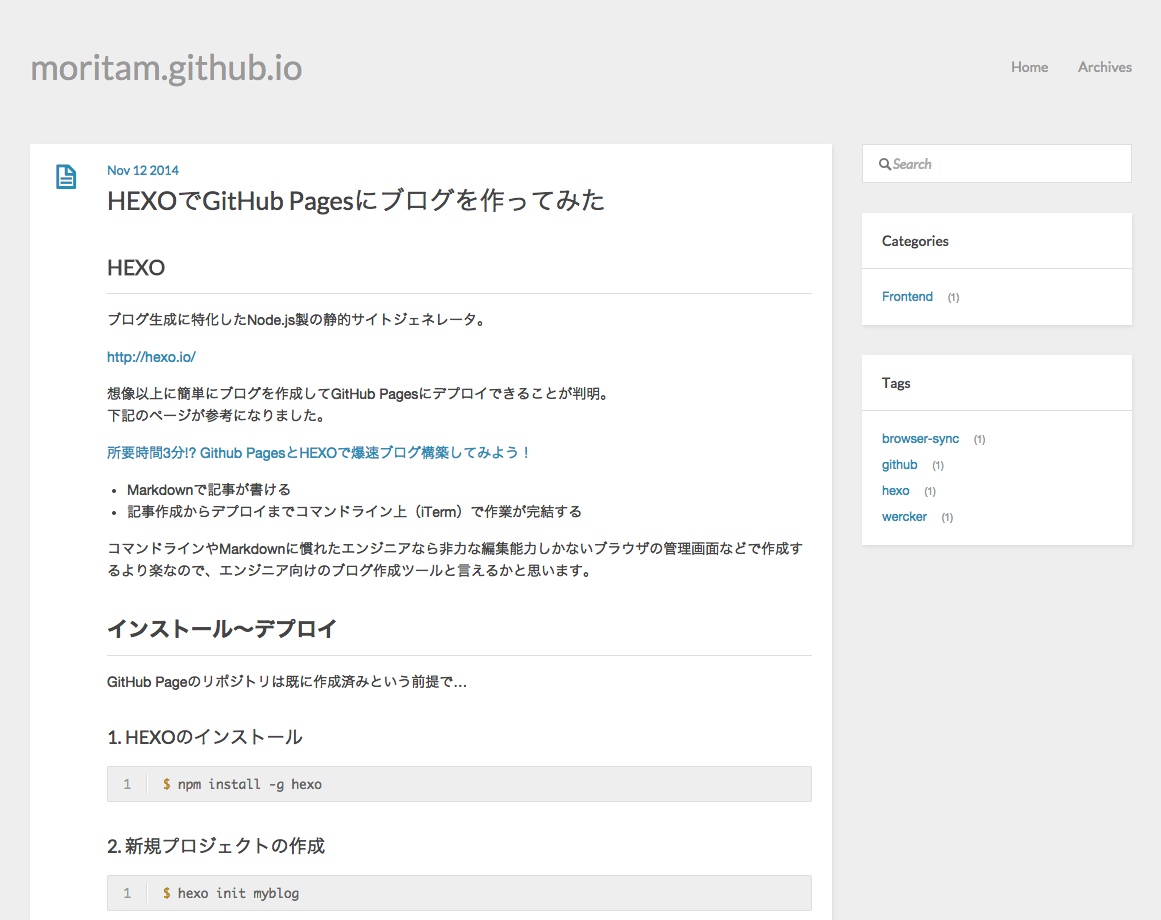 moritam.github.io
Home
Archives
Nov 12 2014
HEXOでGitHub Pagesにブログを作ってみた
HEXO
ブログ生成に特化したNode.js製の静的サイトジェネレータ。
http://hexo.io/
想像以上に簡単にブログを作成してGitHub Pagesにデプロイできることが判明。
下記のページが参考になりました。
所要時間3分!? Github PagesとHEXOで爆速ブログ構築してみよう！
• Markdownで記事が書ける
• 記事作成からデプロイまでコマンドライン上（iTerm）で作業が完結する
コマンドラインやMarkdownに慣れたエンジニアなら非力な編集能力しかないブラウザの管理画面などで作成す
るより楽なので、エンジニア向けのブログ作成ツールと言えるかと思います。
インストール〜デプロイ
GitHub Pageのリポジトリは既に作成済みという前提で…
1. HEXOのインストール
1 $ npm install -g hexo
2. 新規プロジェクトの作成
1 $ hexo init myblog
Search
Categories
Frontend (1)
Tags
browser-sync (1)
github (1)
hexo (1)
wercker (1)